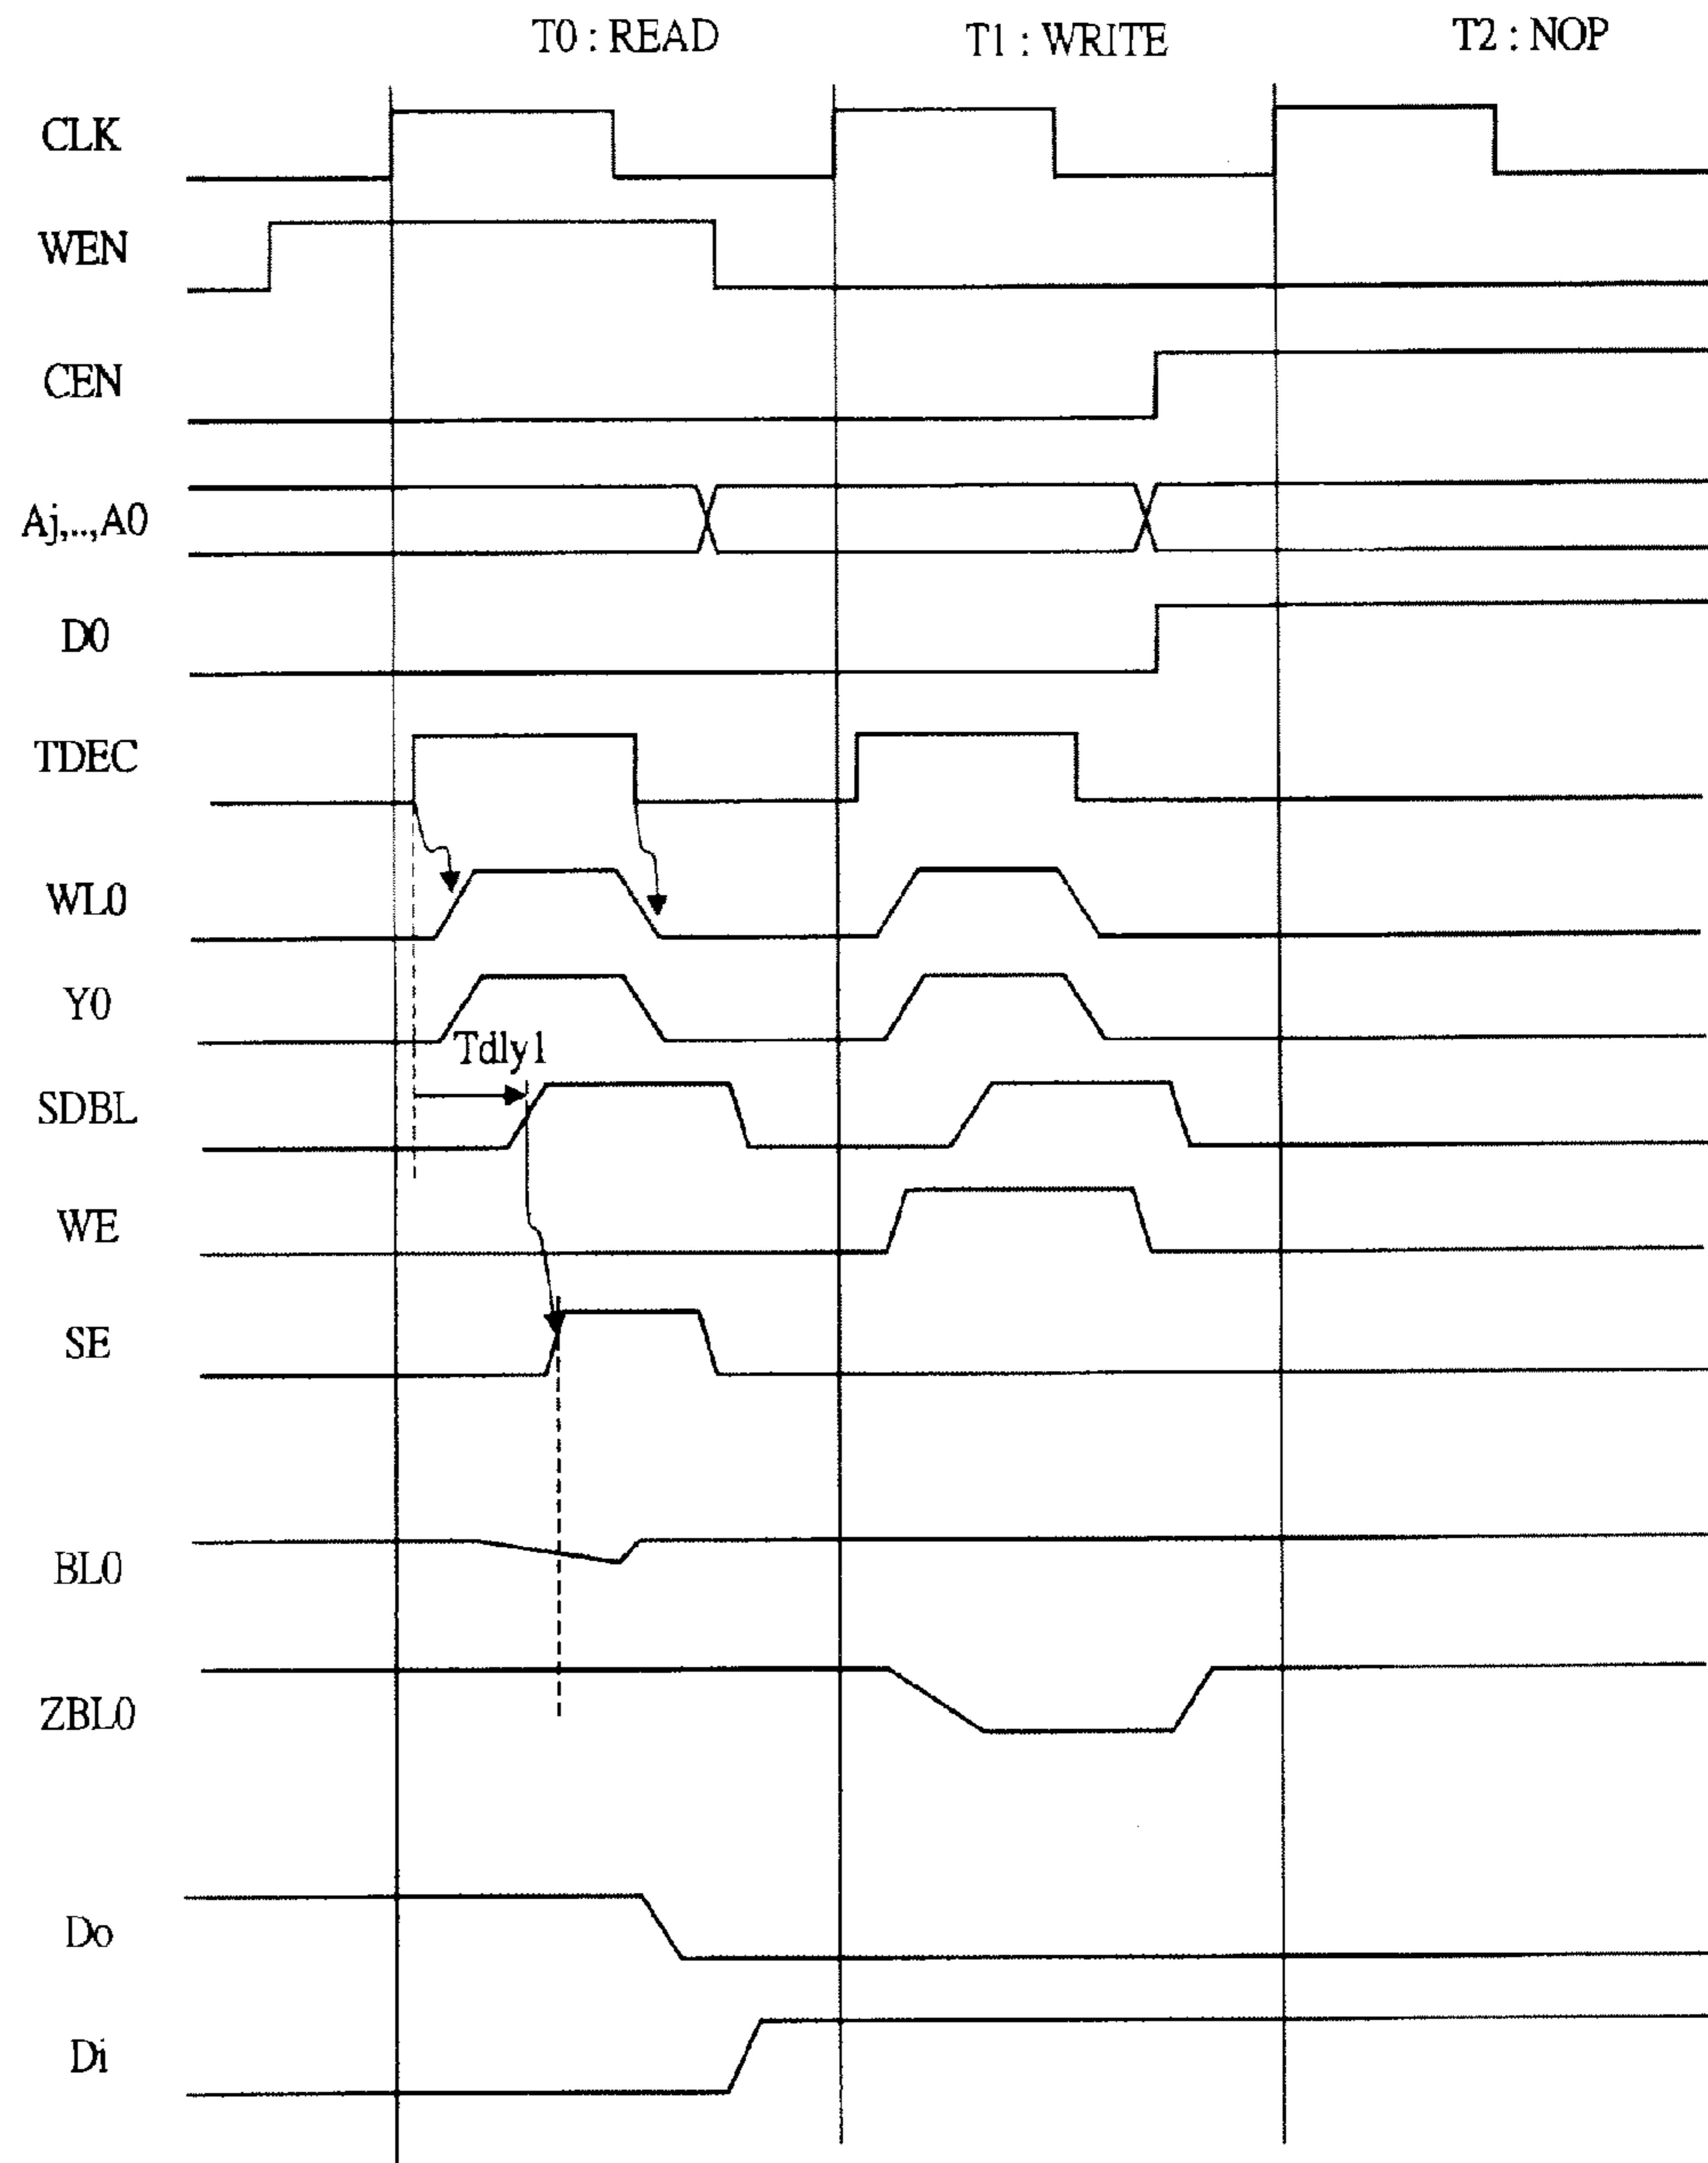 T0 : READ T1 : WRITE T2 : NOP
CLK
WEN
CEN
Aj,..,A0
D0
TDEC
WL0
Y0
Tdly1
SDBL
WE
SE
BL0
ZBL0
Do
Di